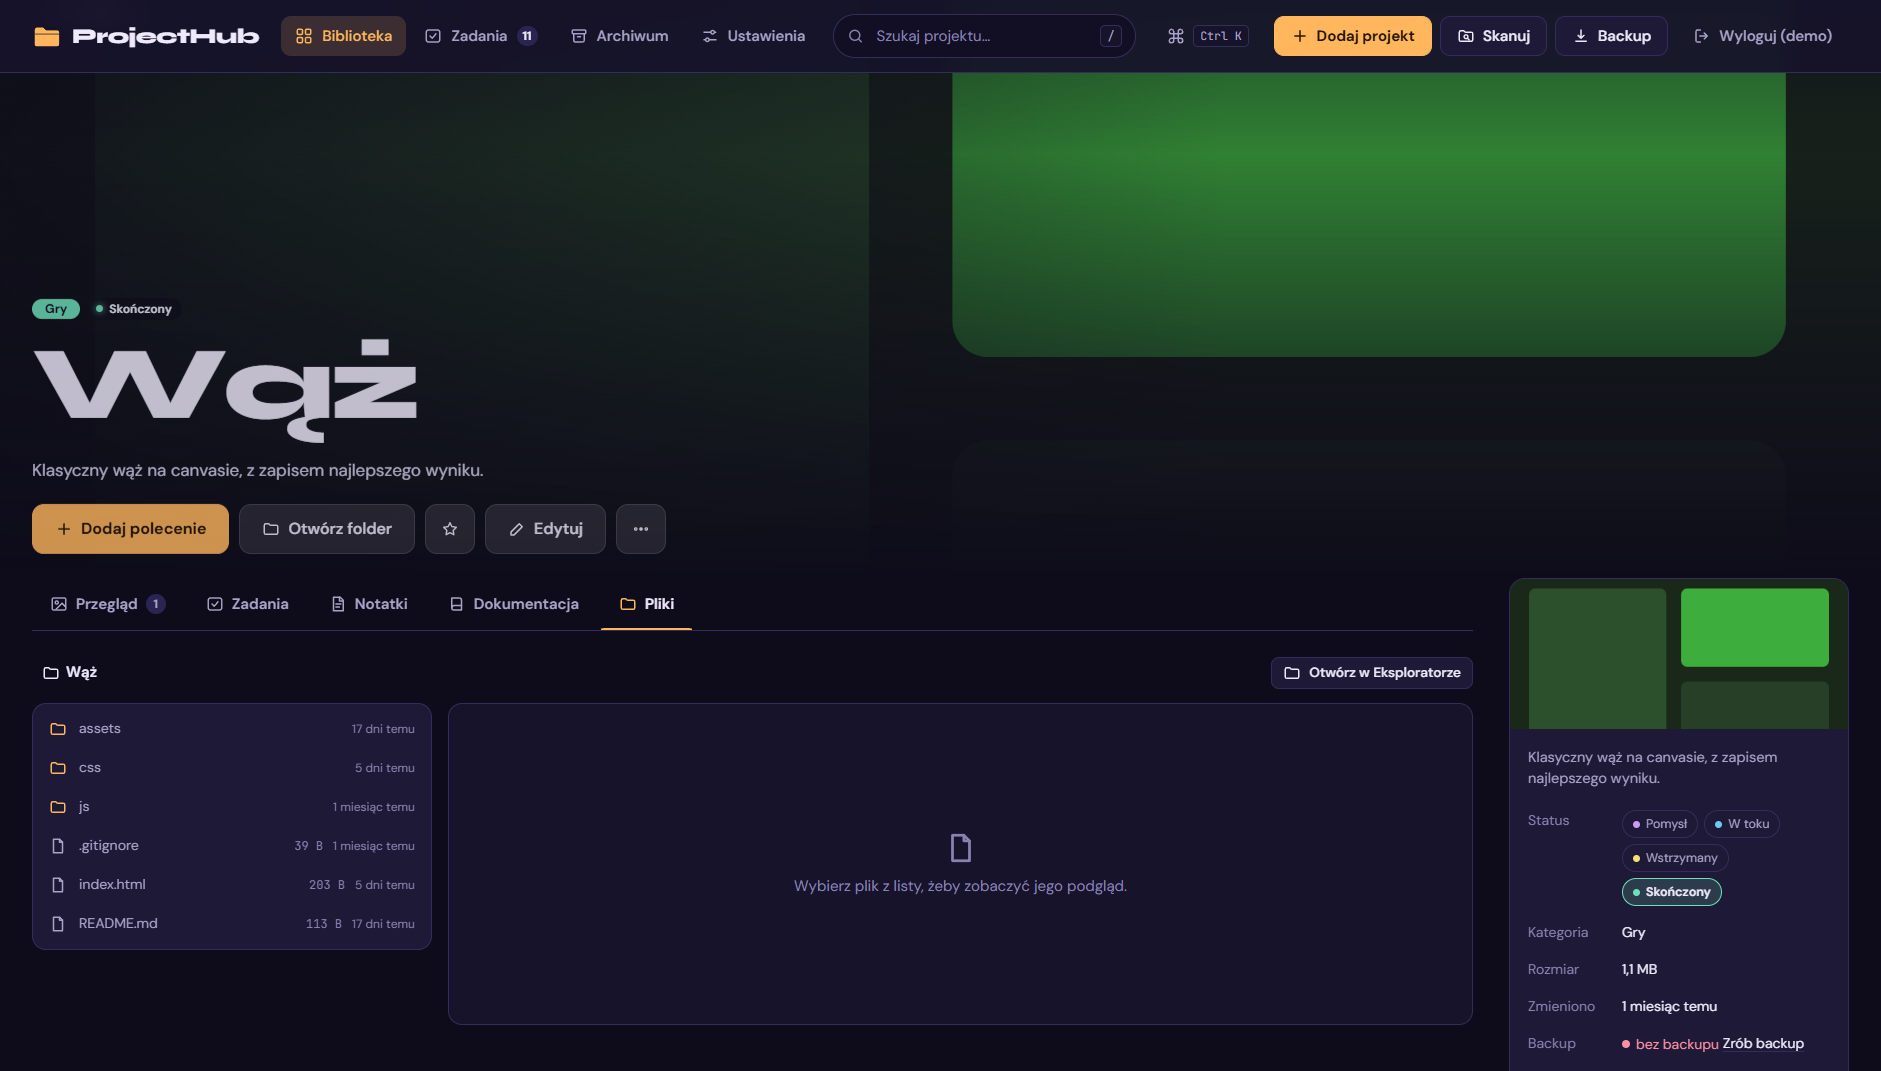 ProjectHub
Biblioteka
Zadania 11
Archiwum
Ustawienia
Szukaj projektu... /
Ctrl K
Dodaj projekt
Skanuj
Backup
Wyloguj (demo)
Gry
Skończony
Wąż
Klasyczny wąż na canvasie, z zapisem najlepszego wyniku.
Dodaj polecenie
Otwórz folder
Edytuj
Przegląd 1
Zadania
Notatki
Dokumentacja
Pliki
Wąż
Otwórz w Eksploratorze
assets 17 dni temu
css 5 dni temu
js 1 miesiąc temu
.gitignore 39 B 1 miesiąc temu
index.html 203 B 5 dni temu
README.md 113 B 17 dni temu
Wybierz plik z listy, żeby zobaczyć jego podgląd.
Klasyczny wąż na canvasie, z zapisem
najlepszego wyniku.
Status
Pomysł
W toku
Wstrzymany
Skończony
Kategoria Gry
Rozmiar 1,1 MB
Zmieniono 1 miesiąc temu
Backup bez backupu Zrób backup